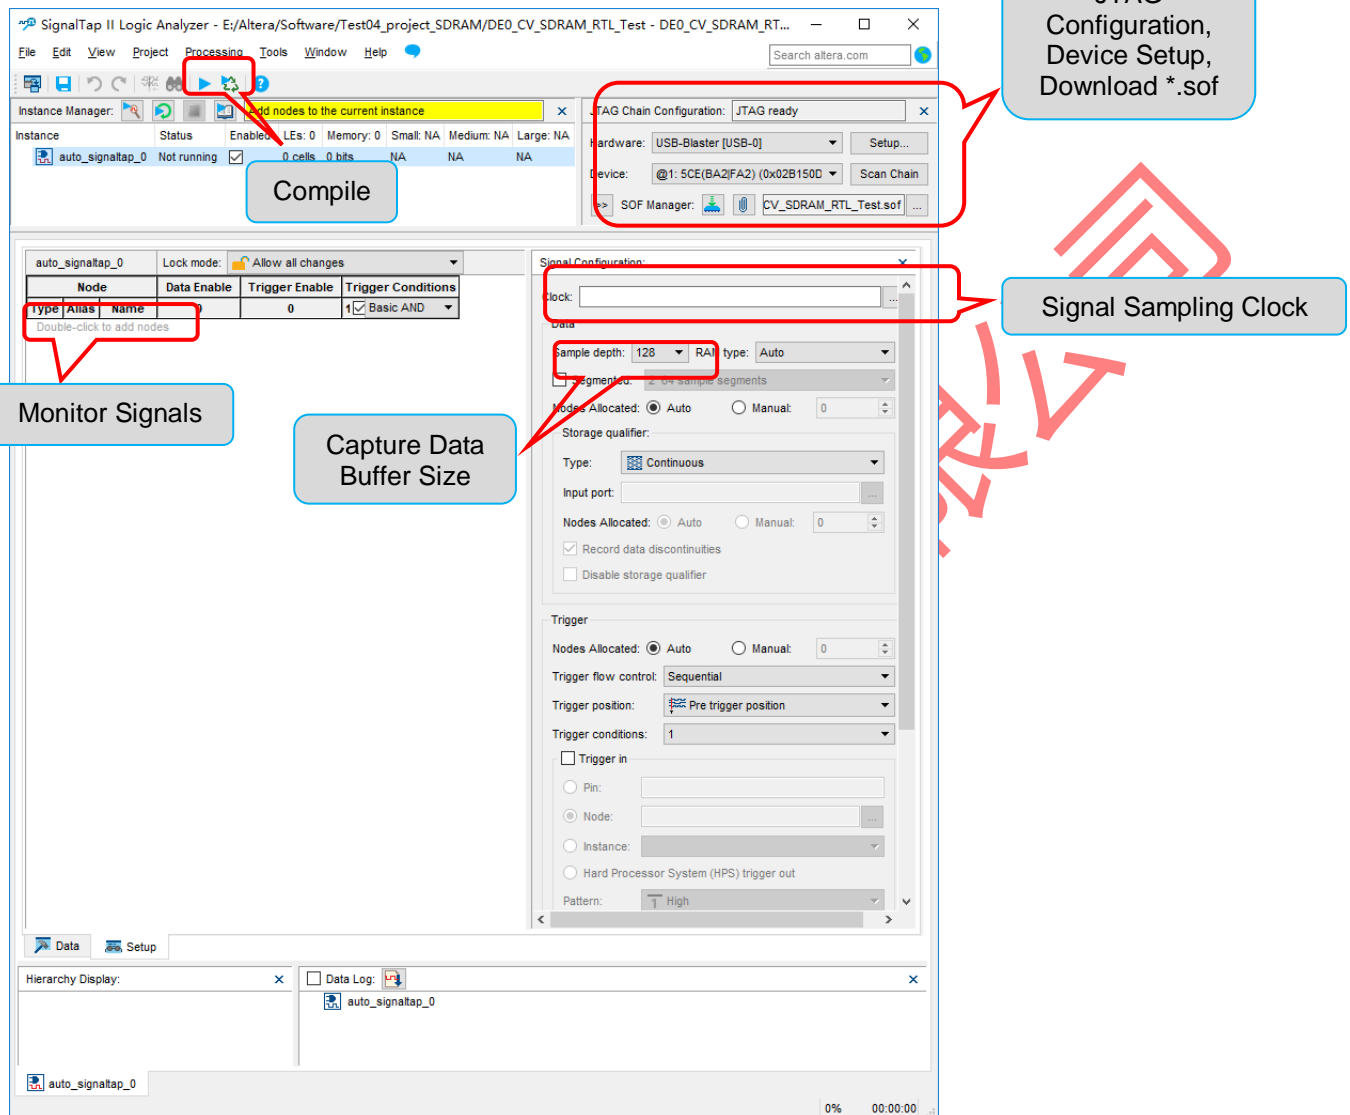 JTAG
Configuration,
Device Setup,
Download *.sof
SignalTap II Logic Analyzer - E:/Altera/Software/Test04_project_SDRAM/DE0_CV_SDRAM_RTL_Test - DE0_CV_SDRAM_RT...
File Edit View Project Processing Tools Window Help
Search altera.com
Instance Manager: Add nodes to the current instance
JTAG Chain Configuration: JTAG ready
Instance Status Enabled LEs: 0 Memory: 0 Small: NA Medium: NA Large: NA
auto_signaltap_0 Not running 0 cells 0 bits NA NA NA
Hardware: USB-Blaster [USB-0] Setup...
Device: @1: 5CE(BA2|FA2) (0x02B150D Scan Chain
>> SOF Manager: CV_SDRAM_RTL_Test.sof ...
Compile
auto_signaltap_0 Lock mode: Allow all changes
Node Data Enable Trigger Enable Trigger Conditions
Type Alias Name 0 0 1 Basic AND
Double-click to add nodes
Monitor Signals
Signal Configuration:
Clock: ...
Signal Sampling Clock
Data
Sample depth: 128 RAM type: Auto
Segmented: 2 64 sample segments
Nodes Allocated: Auto Manual: 0
Capture Data
Buffer Size
Storage qualifier:
Type: Continuous
Input port: ...
Nodes Allocated: Auto Manual: 0
Record data discontinuities
Disable storage qualifier
Trigger
Nodes Allocated: Auto Manual: 0
Trigger flow control: Sequential
Trigger position: Pre trigger position
Trigger conditions: 1
Trigger in
Pin:
Node: ...
Instance:
Hard Processor System (HPS) trigger out
Pattern: 1 High
Data Setup
Hierarchy Display:
Data Log:
auto_signaltap_0
auto_signaltap_0
0% 00:00:00
公司